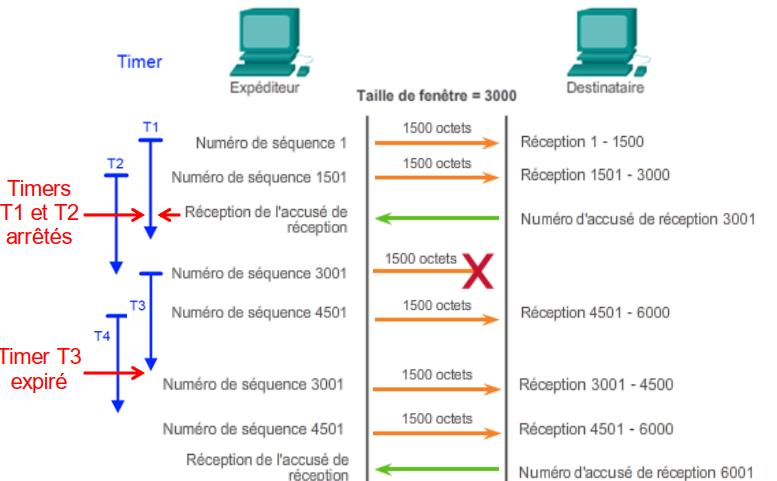 Timer
Expéditeur
Destinataire
Taille de fenêtre = 3000
T1
Numéro de séquence 1
1500 octets
Réception 1 - 1500
T2
Numéro de séquence 1501
1500 octets
Réception 1501 - 3000
Timers
T1 et T2
arrêtés
Réception de l'accusé de
réception
Numéro d'accusé de réception 3001
Numéro de séquence 3001
1500 octets
X
T3
Numéro de séquence 4501
1500 octets
Réception 4501 - 6000
T4
Timer T3
expiré
Numéro de séquence 3001
1500 octets
Réception 3001 - 4500
Numéro de séquence 4501
1500 octets
Réception 4501 - 6000
Réception de l'accusé de
réception
Numéro d'accusé de réception 6001